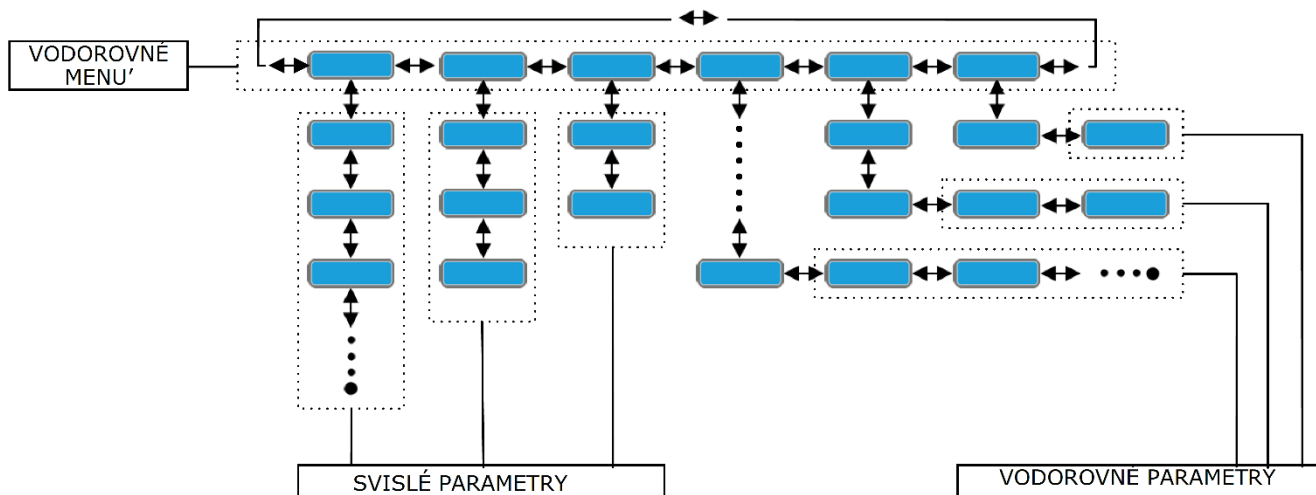 VODOROVNÉ
MENU’
SVISLÉ PARAMETRY
VODOROVNÉ PARAMETRY